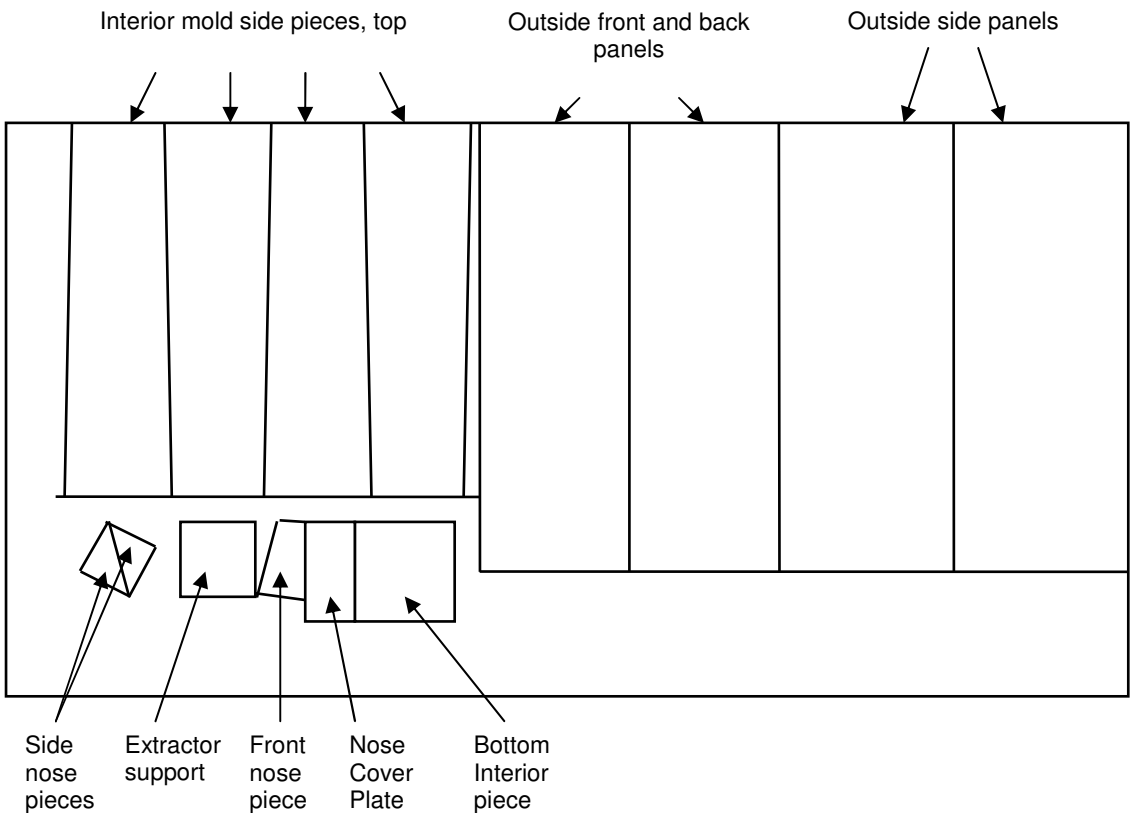 Interior mold side pieces, top
Outside front and back
panels
Outside side panels
Side
nose
pieces
Extractor
support
Front
nose
piece
Nose
Cover
Plate
Bottom
Interior
piece